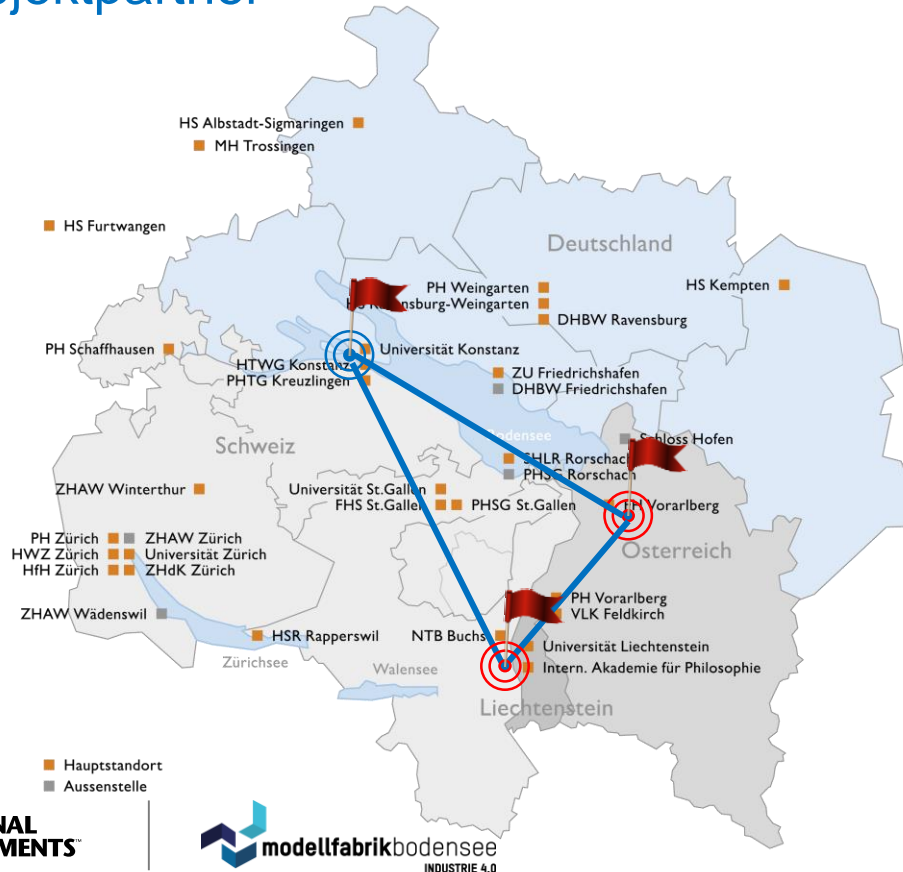 jektpartner
HS Albstadt-Sigmaringen
MH Trossingen
HS Furtwangen
Deutschland
PH Weingarten
HS Kempten
HS Ravensburg-Weingarten
DHBW Ravensburg
PH Schaffhausen
Universität Konstanz
HTWG Konstanz
PHTG Kreuzlingen
ZU Friedrichshafen
DHBW Friedrichshafen
Schweiz
Bodensee
Schloss Hofen
SHLR Rorschach
PHSG Rorschach
ZHAW Winterthur
Universität St.Gallen
FHS St.Gallen
PHSG St.Gallen
FH Vorarlberg
PH Zürich
ZHAW Zürich
HWZ Zürich
Universität Zürich
HfH Zürich
ZHdK Zürich
Österreich
PH Vorarlberg
VLK Feldkirch
ZHAW Wädenswil
HSR Rapperswil
NTB Buchs
Universität Liechtenstein
Zürichsee
Walensee
Intern. Akademie für Philosophie
Liechtenstein
Hauptstandort
Aussenstelle
NAL
MENTS™
modellfabrikbodensee
INDUSTRIE 4.0